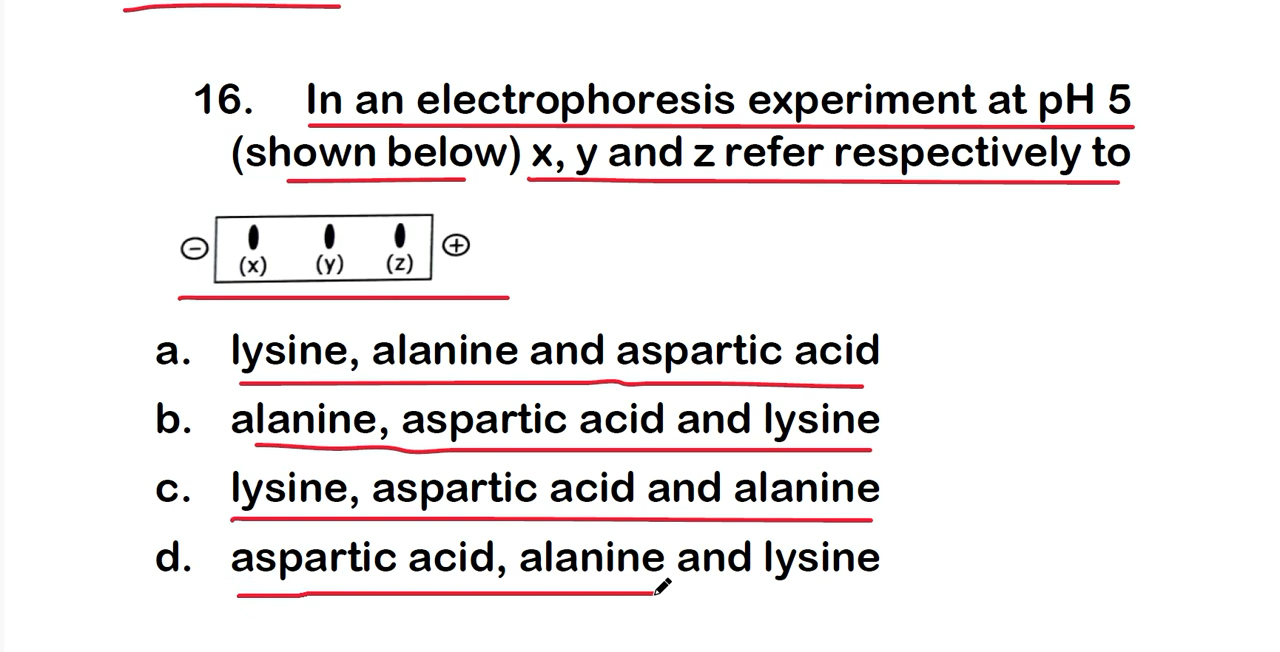 16. In an electrophoresis experiment at pH 5
(shown below) x, y and z refer respectively to
⊖ (x) (y) (z) ⊕
a. lysine, alanine and aspartic acid
b. alanine, aspartic acid and lysine
c. lysine, aspartic acid and alanine
d. aspartic acid, alanine and lysine